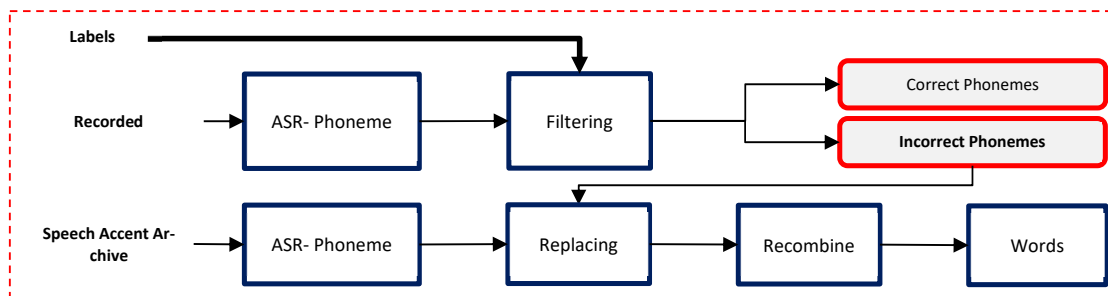 Labels
Recorded
ASR- Phoneme
Filtering
Correct Phonemes
Incorrect Phonemes
Speech Accent Ar-
chive
ASR- Phoneme
Replacing
Recombine
Words